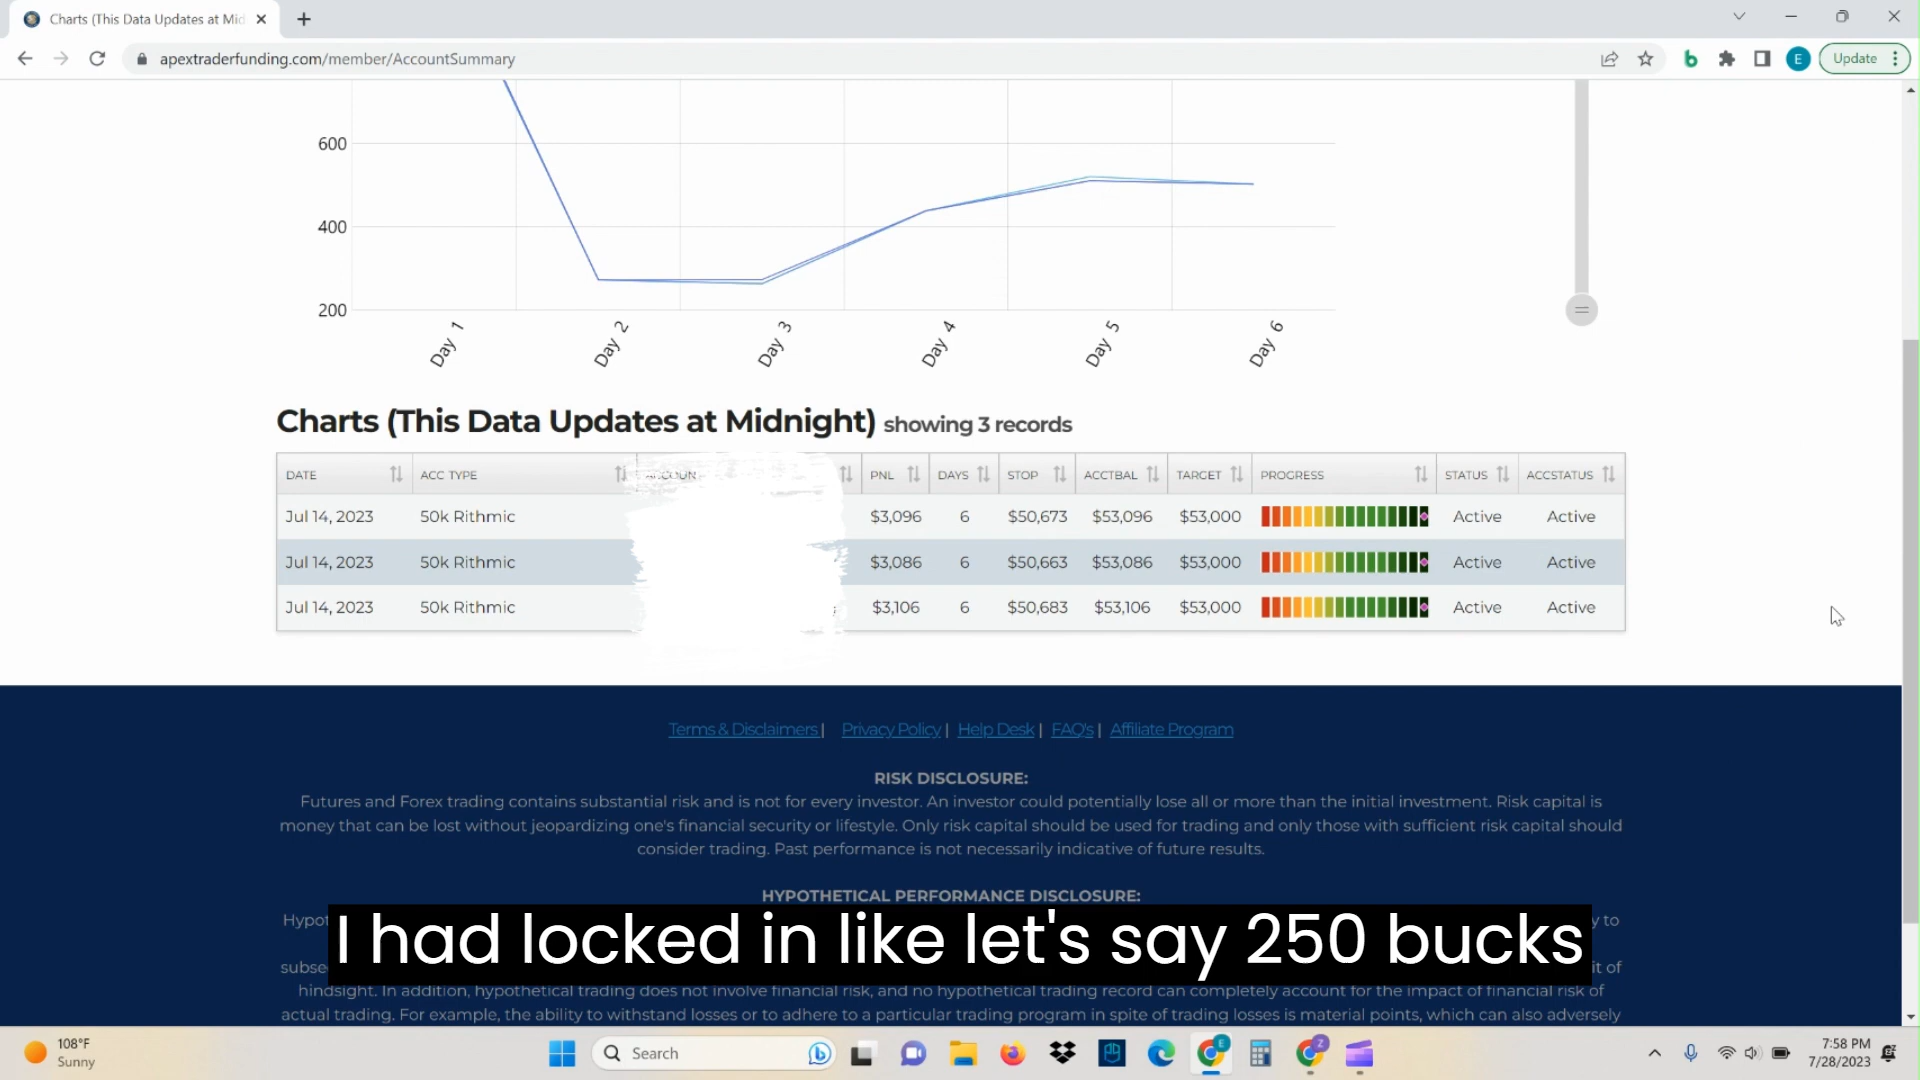 Charts (This Data Updates at Mid
apextraderfunding.com/member/AccountSummary
E
Update
600
400
200
Day 1
Day 2
Day 3
Day 4
Day 5
Day 6
Charts (This Data Updates at Midnight) showing 3 records
DATE ACC TYPE ACCOUN PNL DAYS STOP ACCTBAL TARGET PROGRESS STATUS ACCSTATUS
Jul 14, 2023 50k Rithmic $3,096 6 $50,673 $53,096 $53,000 Active Active
Jul 14, 2023 50k Rithmic $3,086 6 $50,663 $53,086 $53,000 Active Active
Jul 14, 2023 50k Rithmic $3,106 6 $50,683 $53,106 $53,000 Active Active
Terms & Disclaimers | Privacy Policy | Help Desk | FAQ's | Affiliate Program
RISK DISCLOSURE:
Futures and Forex trading contains substantial risk and is not for every investor. An investor could potentially lose all or more than the initial investment. Risk capital is
money that can be lost without jeopardizing one's financial security or lifestyle. Only risk capital should be used for trading and only those with sufficient risk capital should
consider trading. Past performance is not necessarily indicative of future results.
HYPOTHETICAL PERFORMANCE DISCLOSURE:
Hypot y to
I had locked in like let's say 250 bucks
subse it of
hindsight. In addition, hypothetical trading does not involve financial risk, and no hypothetical trading record can completely account for the impact of financial risk of
actual trading. For example, the ability to withstand losses or to adhere to a particular trading program in spite of trading losses is material points, which can also adversely
108°F
Sunny
Search
E
Z
7:58 PM
7/28/2023